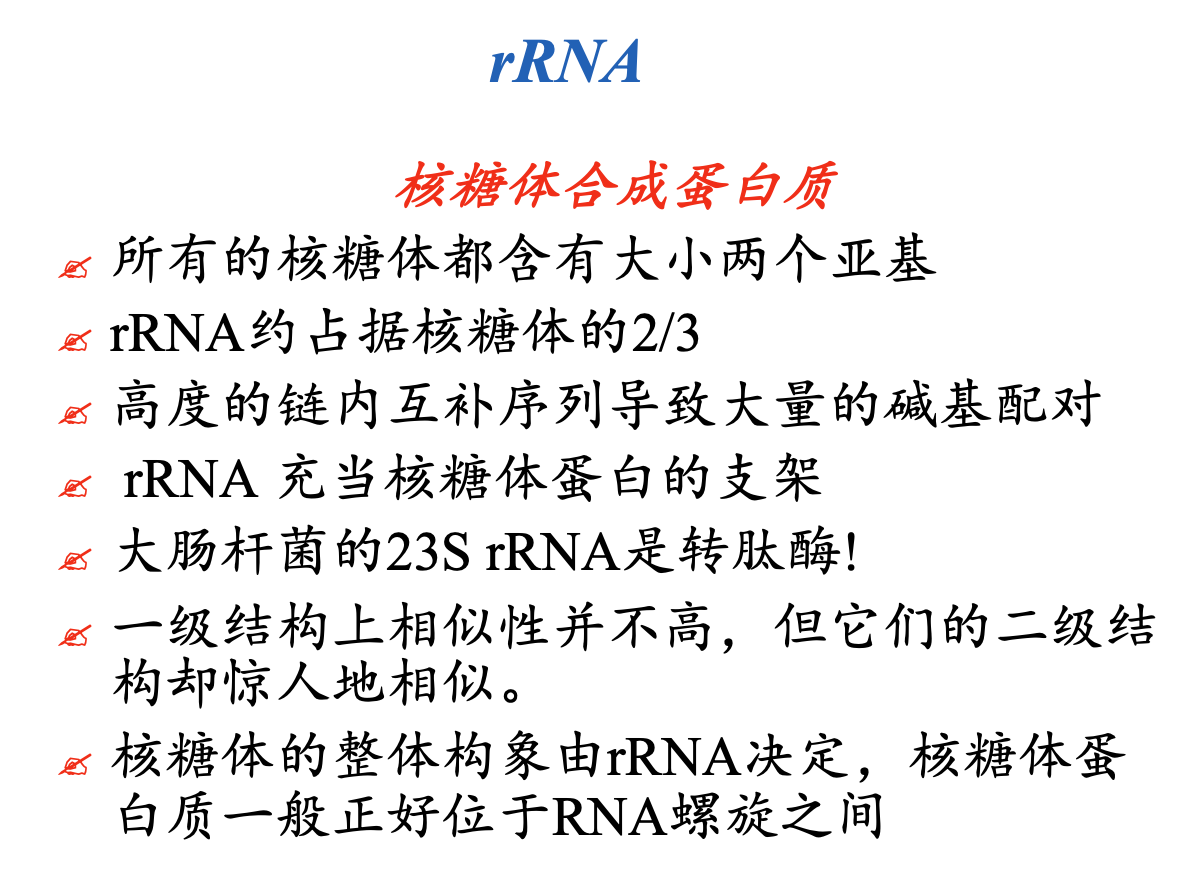 rRNA
核糖体合成蛋白质
所有的核糖体都含有大小两个亚基
rRNA约占据核糖体的2/3
高度的链内互补序列导致大量的碱基配对
rRNA 充当核糖体蛋白的支架
大肠杆菌的23S rRNA是转肽酶!
一级结构上相似性并不高，但它们的二级结
构却惊人地相似。
核糖体的整体构象由rRNA决定，核糖体蛋
白质一般正好位于RNA螺旋之间